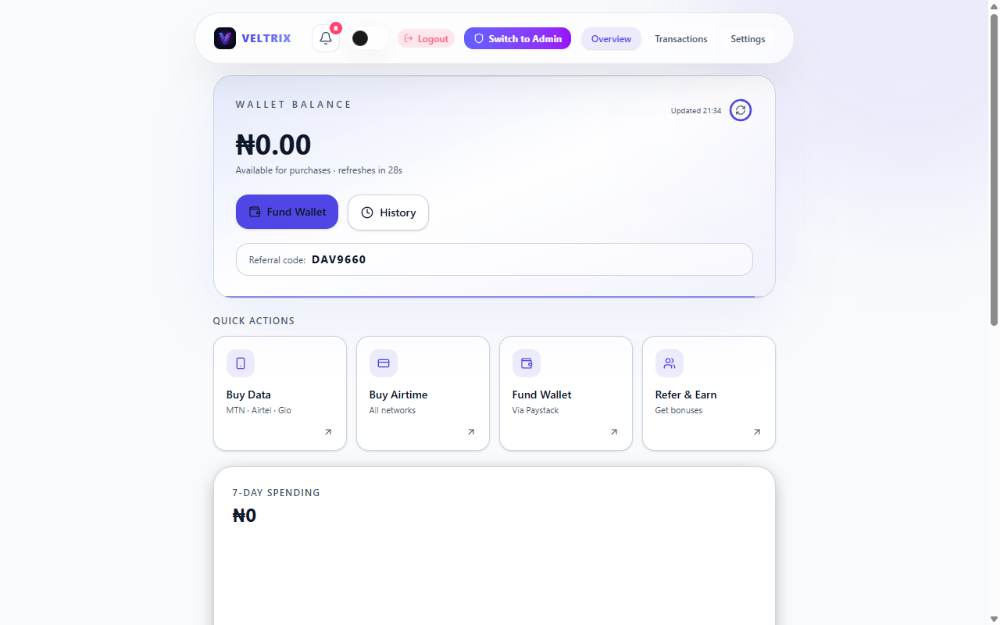 VELTRIX
8
Logout
Switch to Admin
Overview
Transactions
Settings
WALLET BALANCE
Updated 21:34
₦0.00
Available for purchases · refreshes in 28s
Fund Wallet
History
Referral code: DAV9660
QUICK ACTIONS
Buy Data
MTN · Airtel · Glo
Buy Airtime
All networks
Fund Wallet
Via Paystack
Refer & Earn
Get bonuses
7-DAY SPENDING
₦0